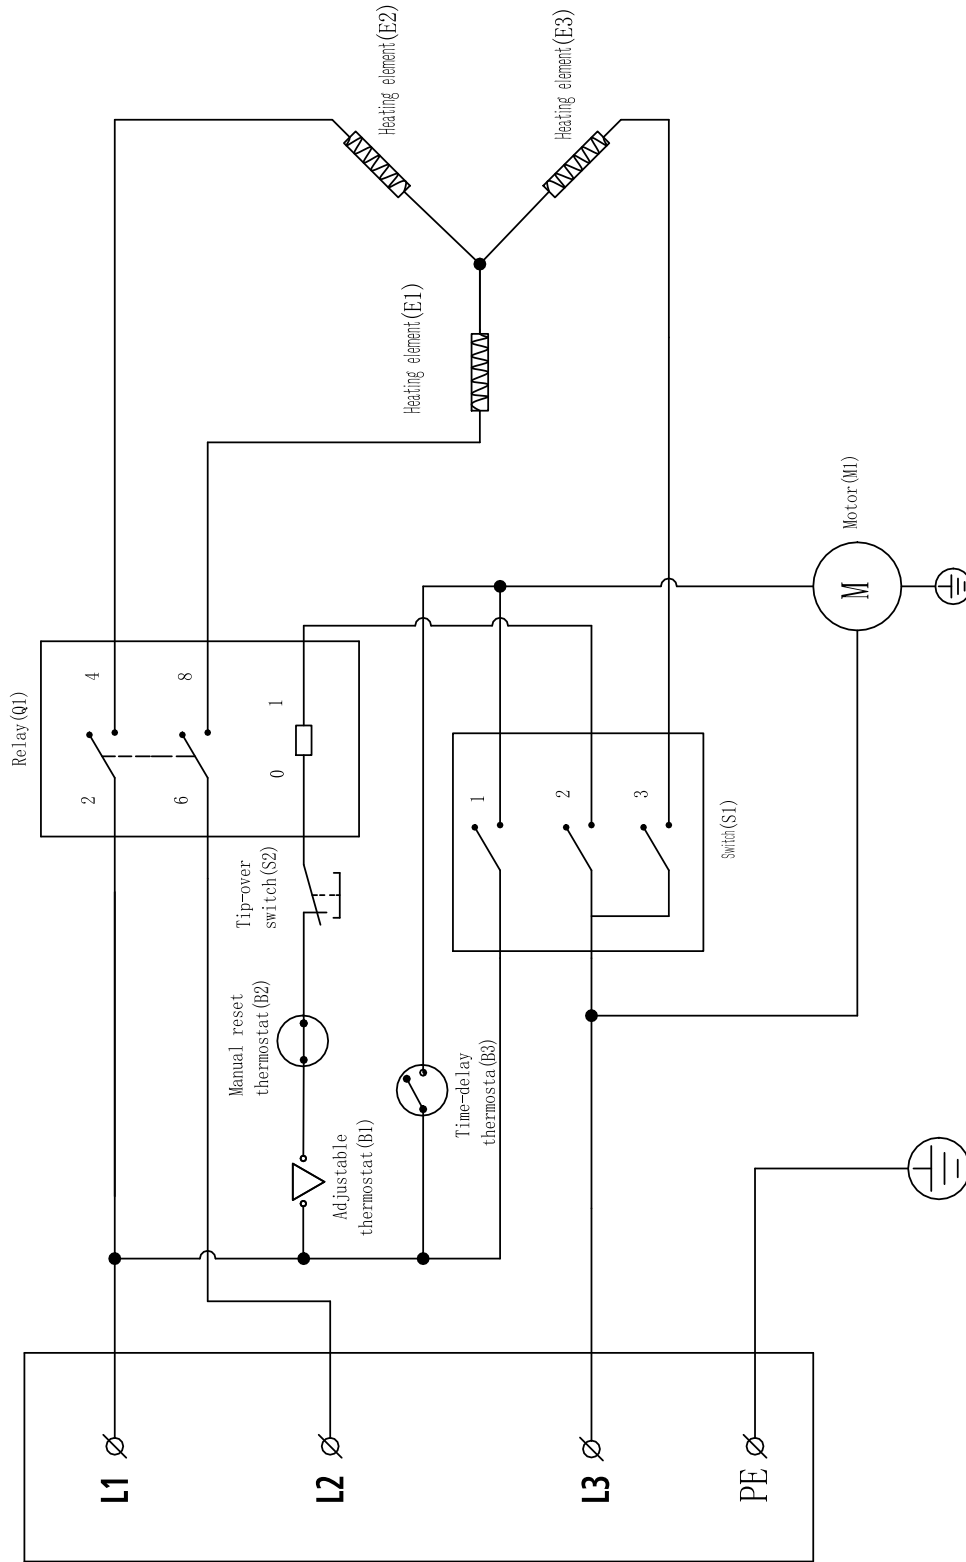 Heating element(E2)
Heating element(E3)
Heating element(E1)
Motor(M1)
M
Relay(Q1)
4
8
1
2
6
0
Tip-over
switch(S2)
1
2
3
Switch(S1)
Manual reset
thermostat(B2)
Time-delay
thermosta(B3)
Adjustable
thermostat(B1)
L1
L2
L3
PE